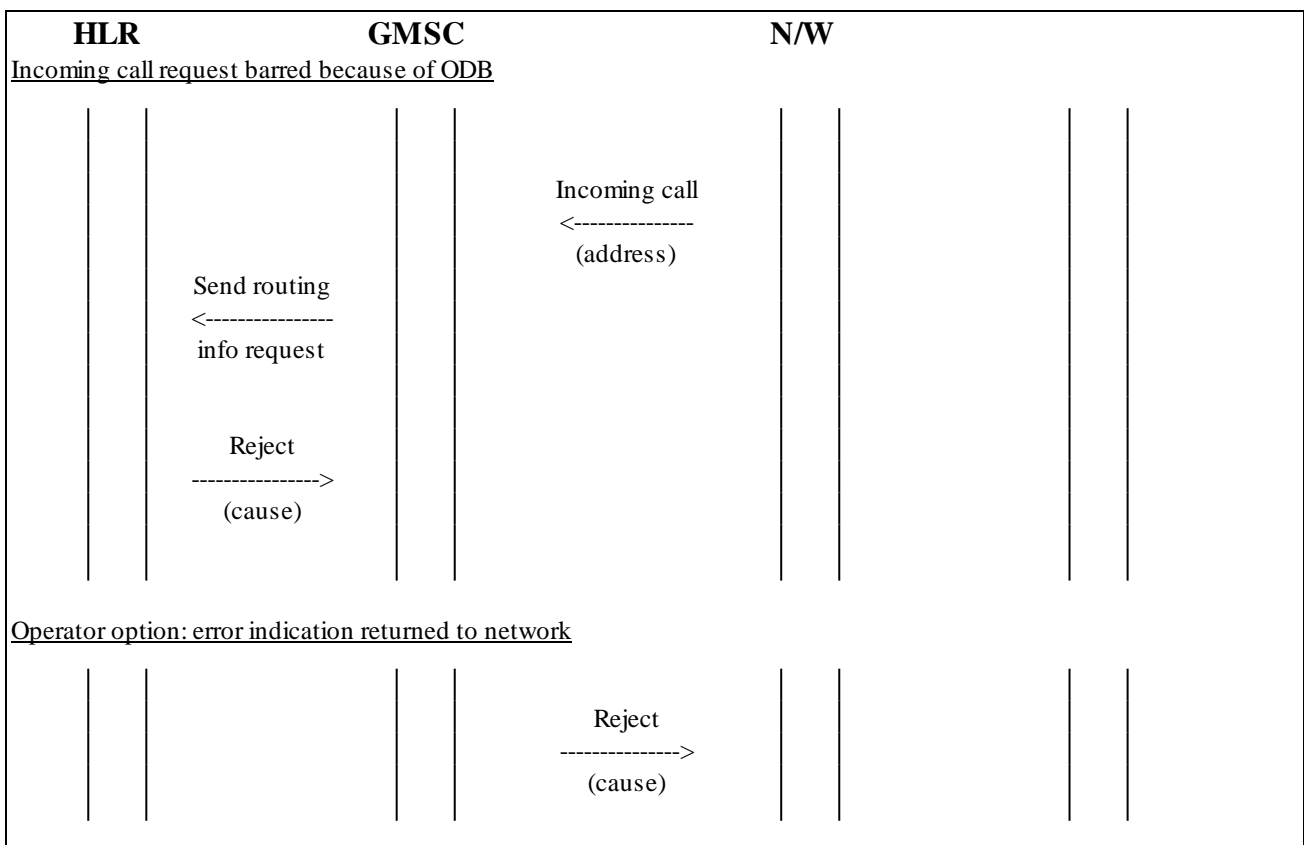 HLR GMSC N/W
Incoming call request barred because of ODB
Incoming call
<---------------
(address)
Send routing
<----------------
info request
Reject
---------------->
(cause)
Operator option: error indication returned to network
Reject
--------------->
(cause)